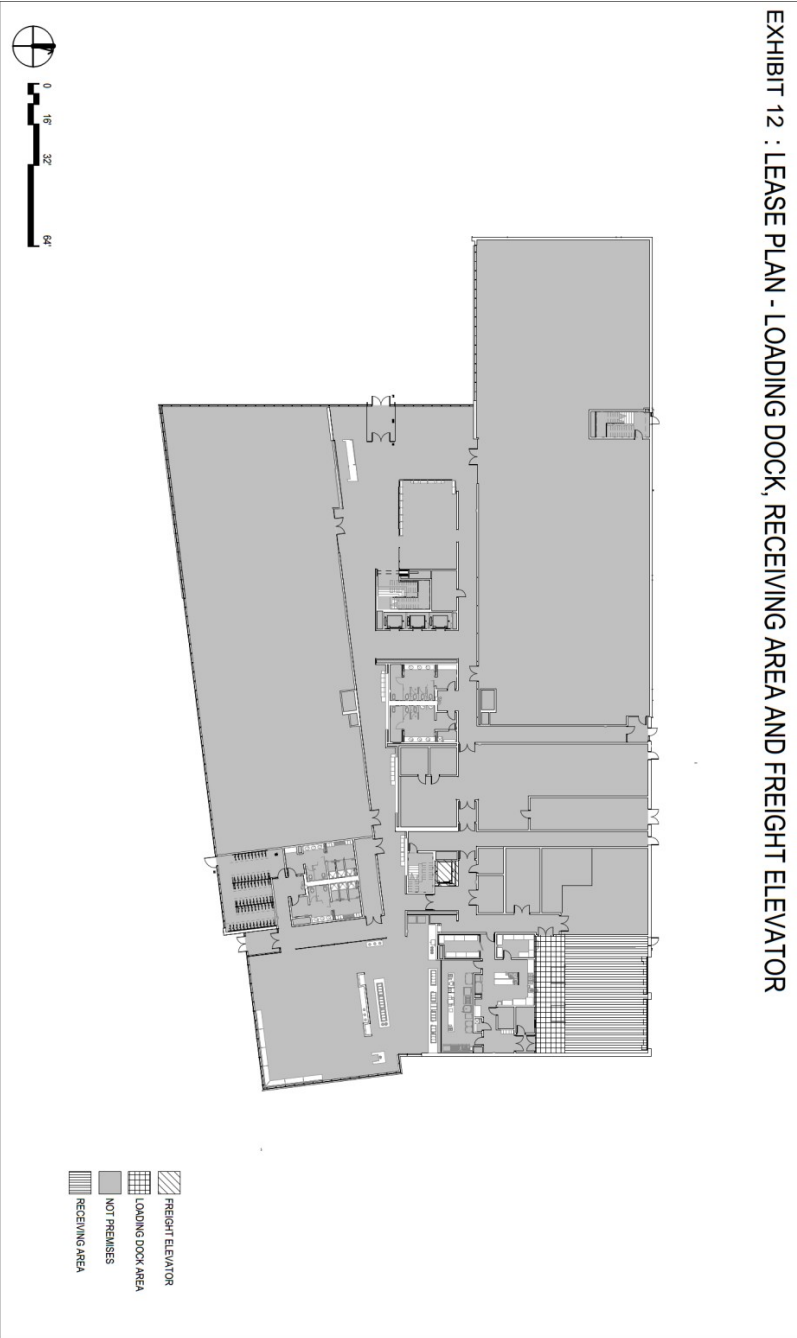 EXHIBIT 12 : LEASE PLAN - LOADING DOCK, RECEIVING AREA AND FREIGHT ELEVATOR
0 16' 32' 64'
FREIGHT ELEVATOR
LOADING DOCK AREA
NOT PREMISES
RECEIVING AREA